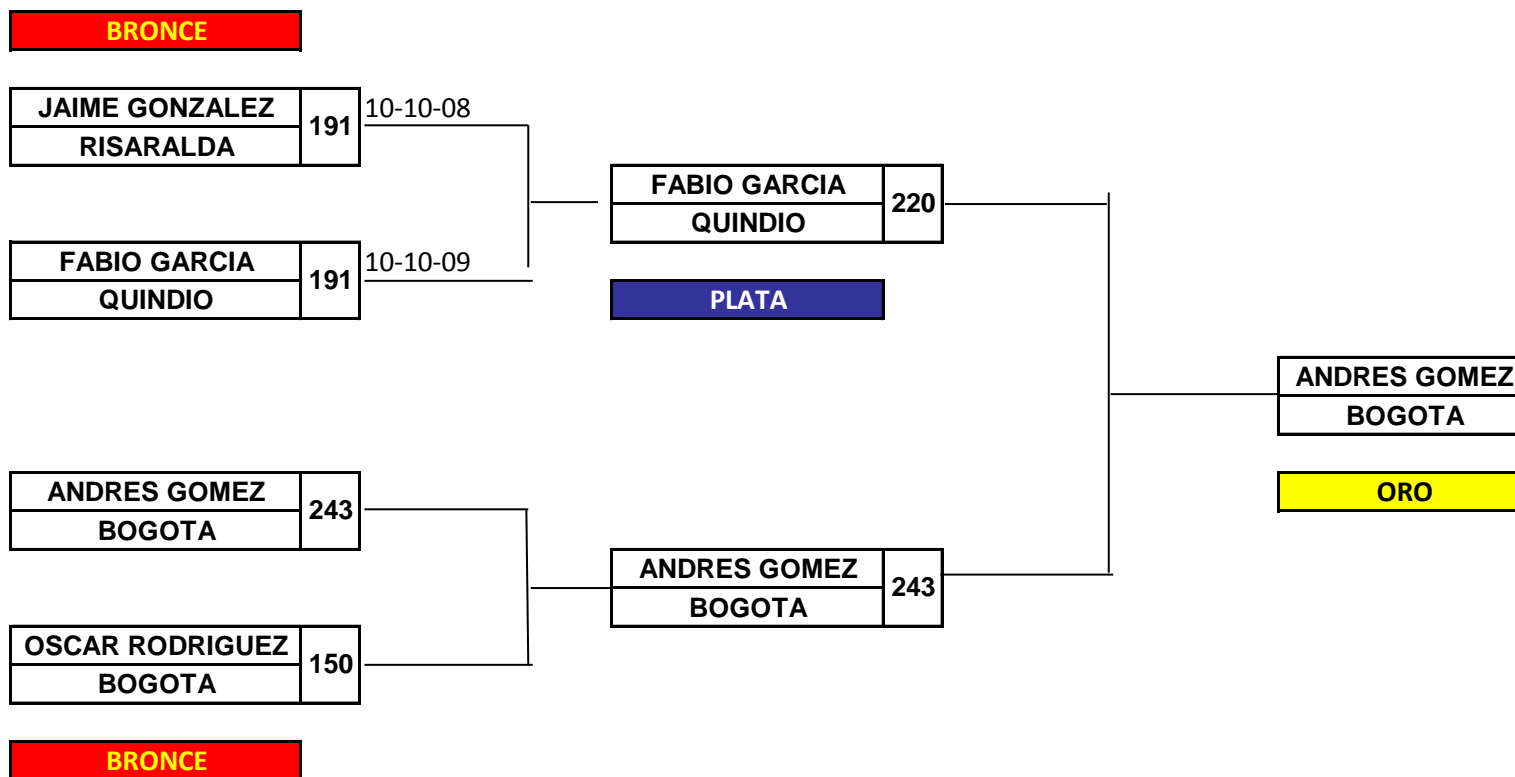 BRONCE
JAIME GONZALEZ
RISARALDA
191
10-10-08
FABIO GARCIA
QUINDIO
191
10-10-09
FABIO GARCIA
QUINDIO
220
PLATA
ANDRES GOMEZ
BOGOTA
ORO
ANDRES GOMEZ
BOGOTA
243
ANDRES GOMEZ
BOGOTA
243
OSCAR RODRIGUEZ
BOGOTA
150
BRONCE